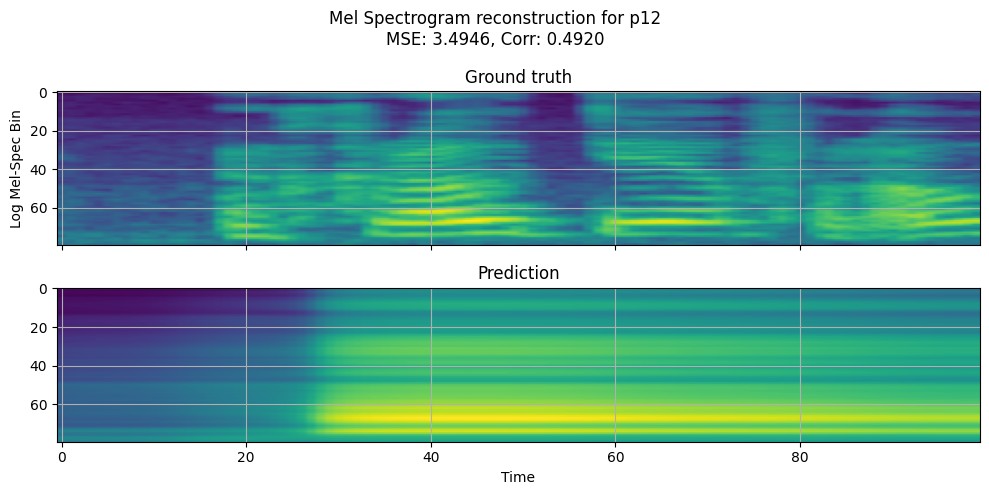 Mel Spectrogram reconstruction for p12
MSE: 3.4946, Corr: 0.4920
Ground truth
0
20
40
60
Log Mel-Spec Bin
Prediction
0
20
40
60
0 20 40 60 80
Time